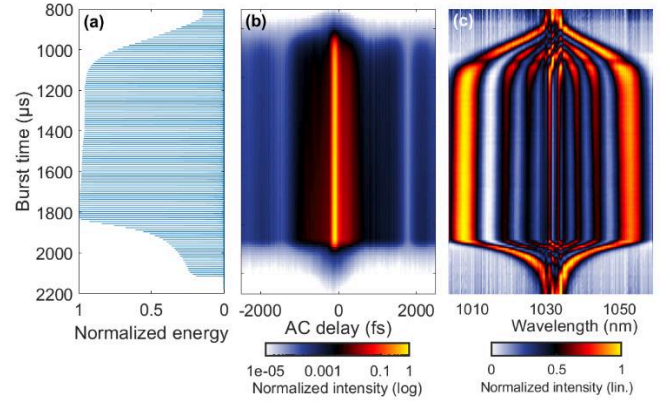 (a)
(b)
(c)
800
1000
1200
1400
1600
1800
2000
2200
Burst time (µs)
1
0.5
0
Normalized energy
-2000
0
2000
AC delay (fs)
1010
1030
1050
Wavelength (nm)
1e-05
0.001
0.1
1
Normalized intensity (log)
0
0.5
1
Normalized intensity (lin.)